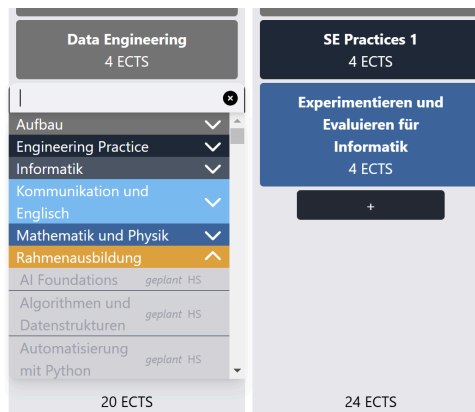 Data Engineering
4 ECTS
Aufbau
Engineering Practice
Informatik
Kommunikation und
Englisch
Mathematik und Physik
Rahmenausbildung
AI Foundations geplant HS
Algorithmen und
Datenstrukturen geplant HS
Automatisierung
mit Python geplant HS
20 ECTS
SE Practices 1
4 ECTS
Experimentieren und
Evaluieren für
Informatik
4 ECTS
+
24 ECTS